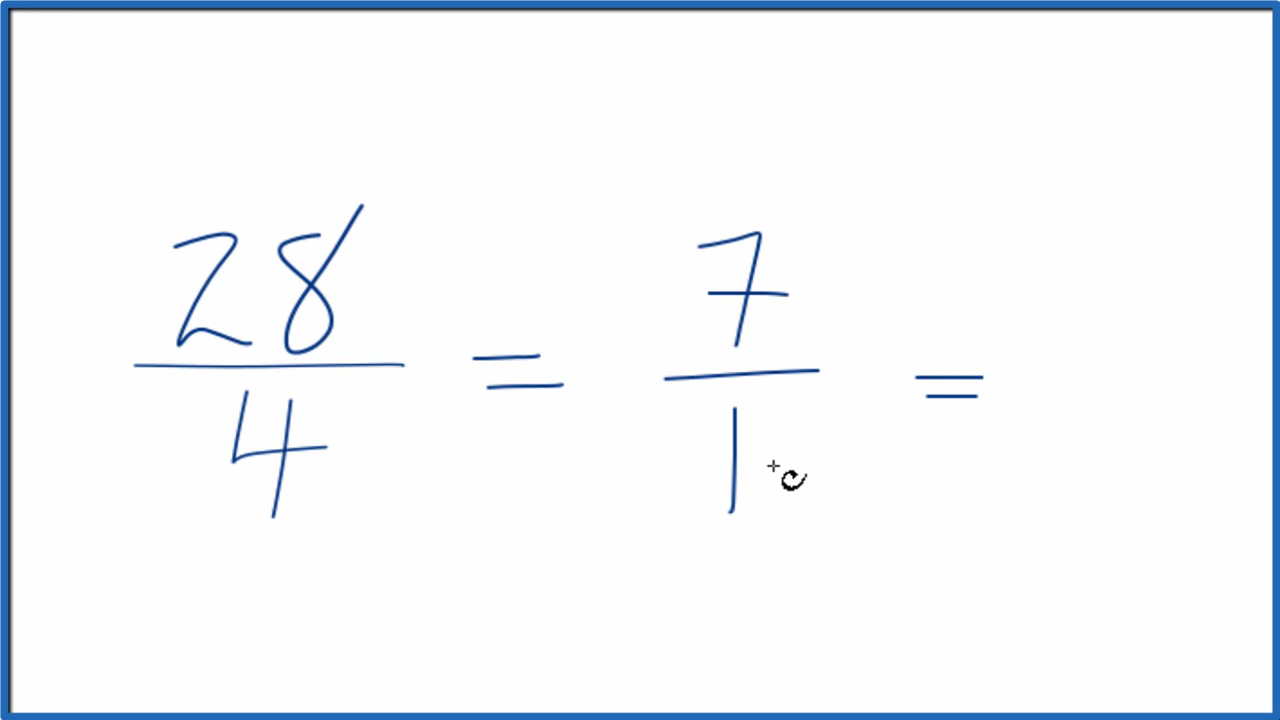 28/4 = 7/1 =